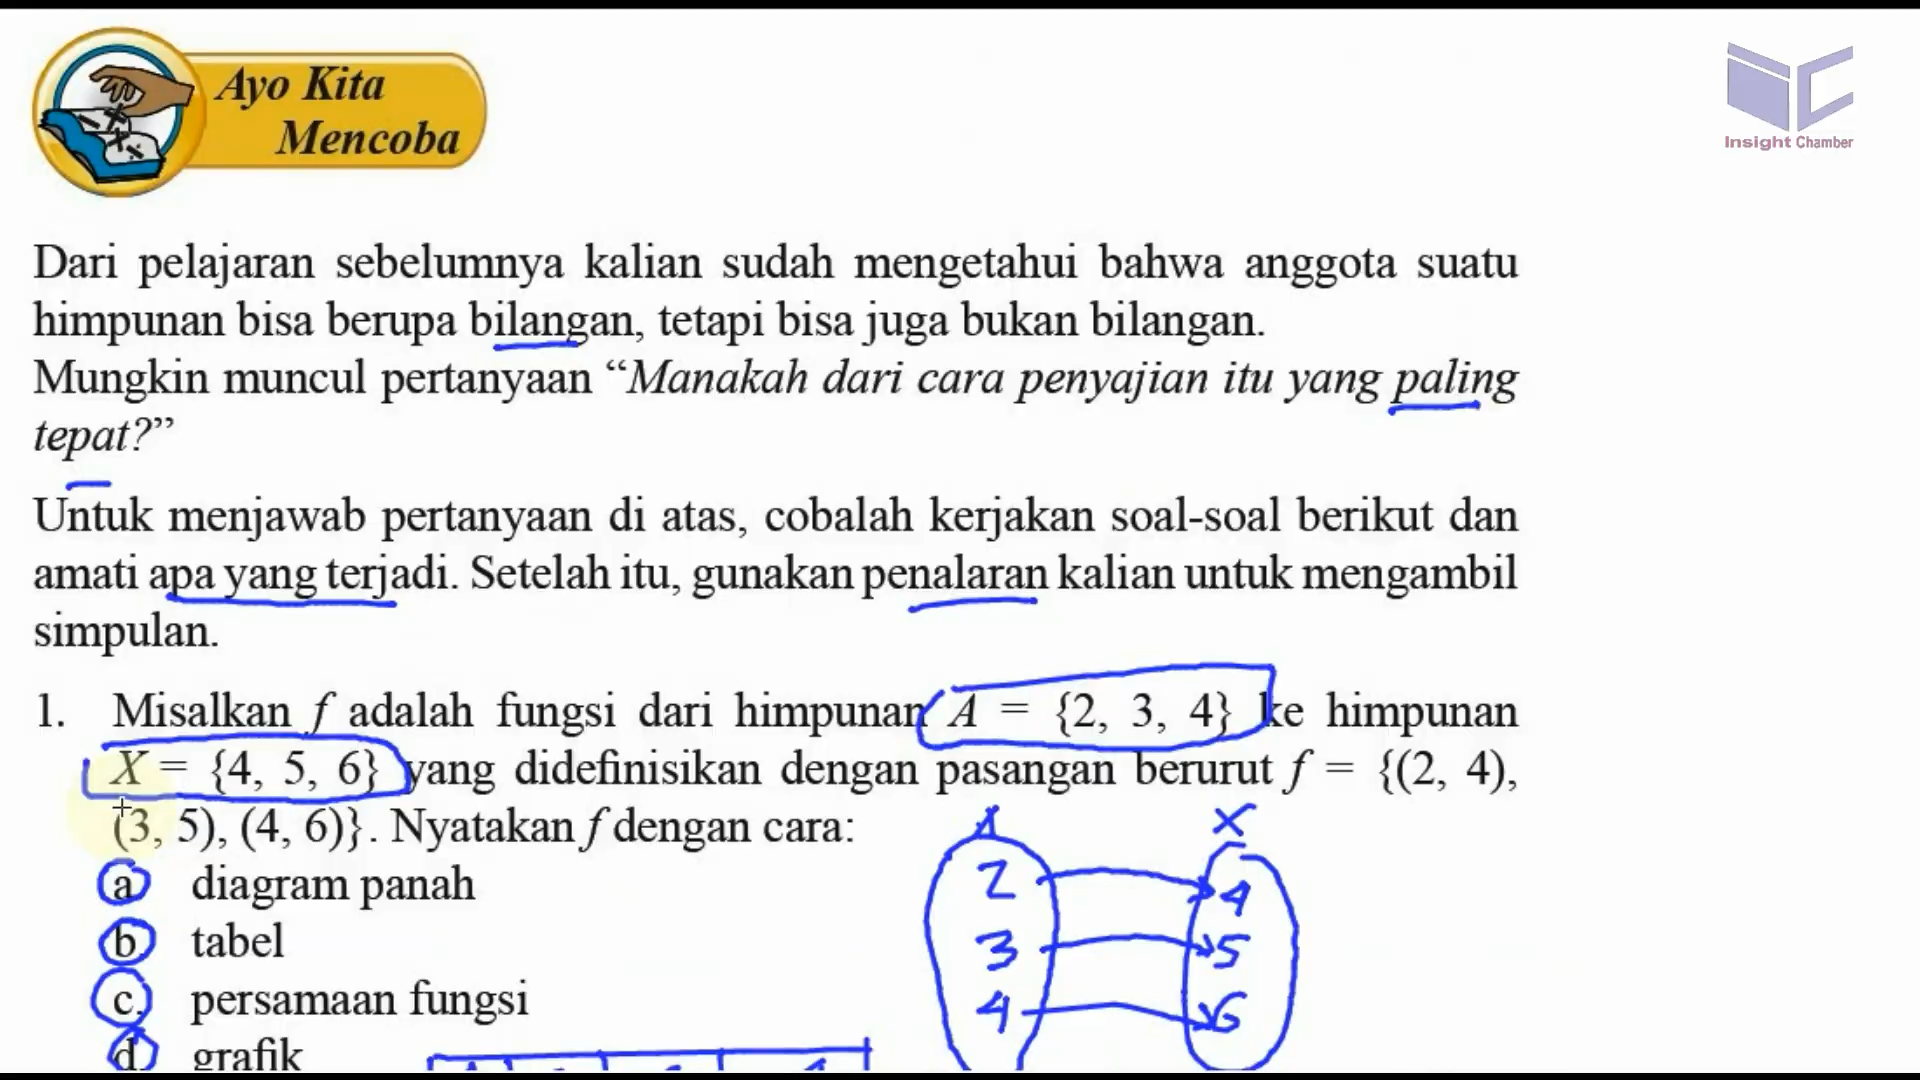 Ayo Kita
Mencoba
Insight Chamber
Dari pelajaran sebelumnya kalian sudah mengetahui bahwa anggota suatu
himpunan bisa berupa bilangan, tetapi bisa juga bukan bilangan.
Mungkin muncul pertanyaan “Manakah dari cara penyajian itu yang paling
tepat?”
Untuk menjawab pertanyaan di atas, cobalah kerjakan soal-soal berikut dan
amati apa yang terjadi. Setelah itu, gunakan penalaran kalian untuk mengambil
simpulan.
1. Misalkan f adalah fungsi dari himpunan A = {2, 3, 4} ke himpunan
X = {4, 5, 6} yang didefinisikan dengan pasangan berurut f = {(2, 4),
(3, 5), (4, 6)}. Nyatakan f dengan cara:
a diagram panah
b tabel
c. persamaan fungsi
d. grafik
A X
2 4
3 5
4 6